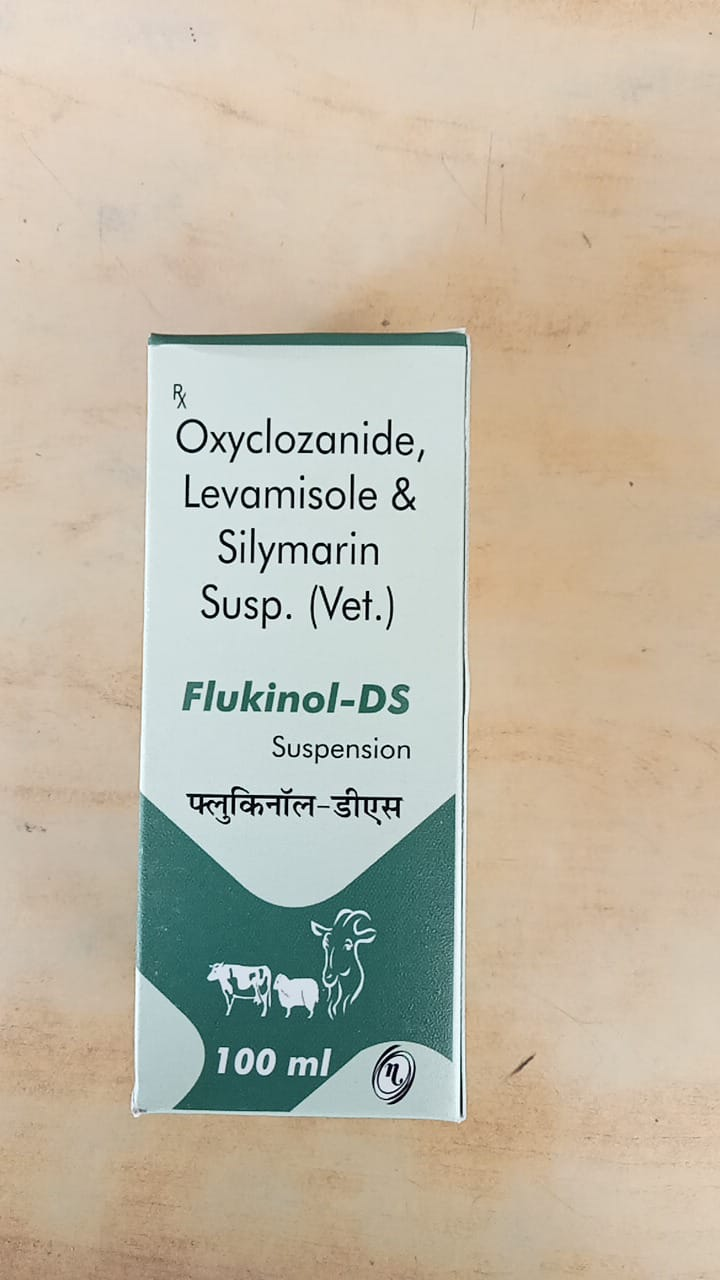 Rx
Oxyclozanide,
Levamisole &
Silymarin
Susp. (Vet.)
Flukinol-DS
Suspension
फ्लुकिनॉल-डीएस
100 ml
n